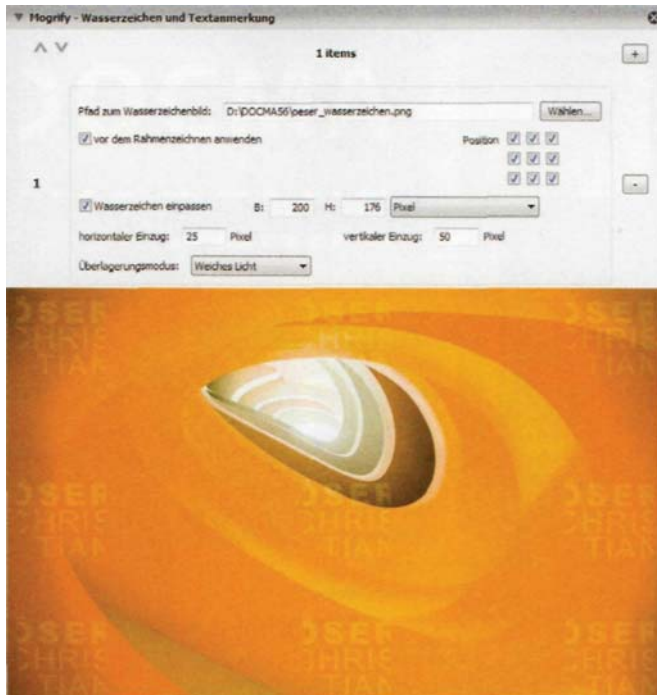 Mogrify - Wasserzeichen und Textanmerkung
1 items
+
Pfad zum Wasserzeichenbild: D:\DOCMA56\peser_wasserzeichen.png Wählen...
vor dem Rahmenzeichnen anwenden Position
1
-
Wasserzeichen einpassen B: 200 H: 176 Pixel
horizontaler Einzug: 25 Pixel vertikaler Einzug: 50 Pixel
Überlagerungsmodus: Weiches Licht